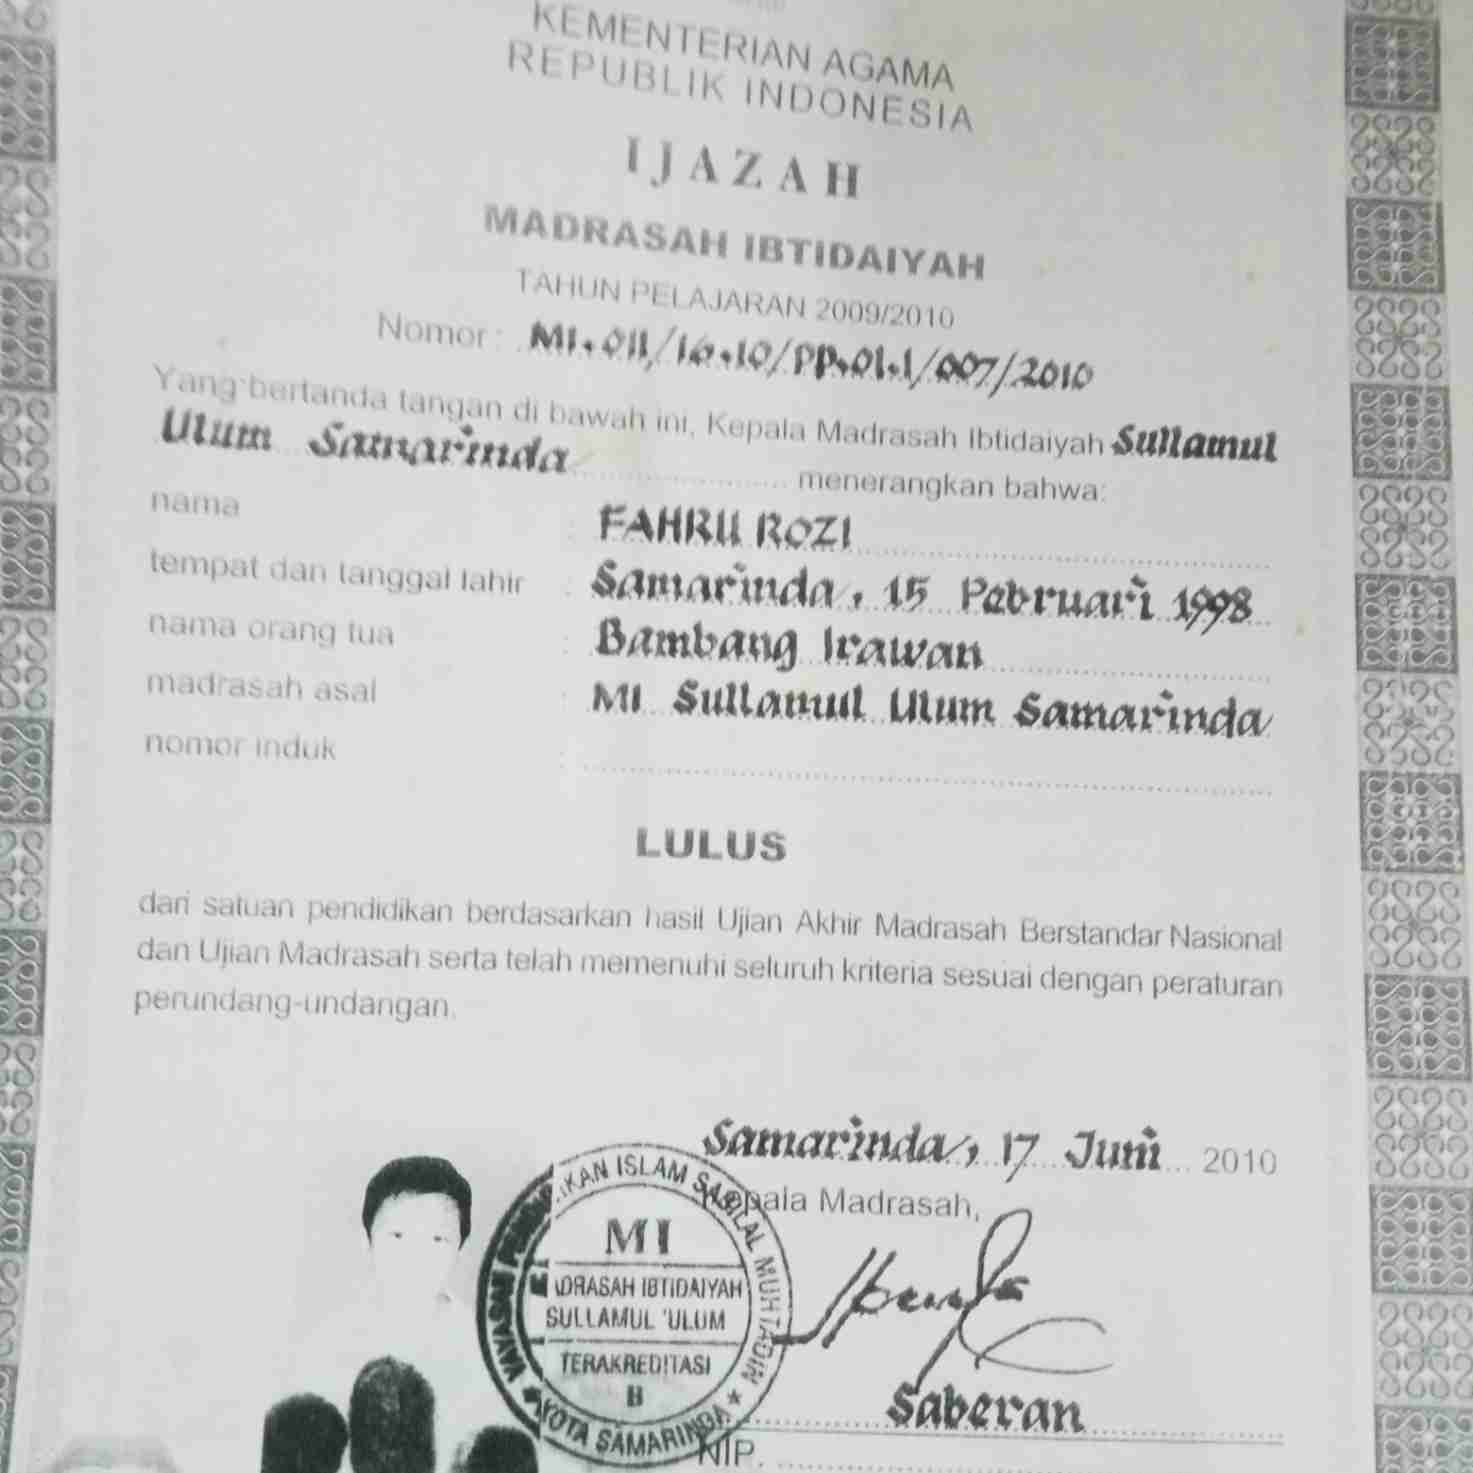 KEMENTERIAN AGAMA
REPUBLIK INDONESIA
IJAZAH
MADRASAH IBTIDAIYAH
TAHUN PELAJARAN 2009/2010
Nomor : MI.011/16.10/PP.01.1/007/2010
Yang bertanda tangan di bawah ini, Kepala Madrasah Ibtidaiyah Sullamul
Ulum Samarinda menerangkan bahwa:
nama : FAHRU ROZI
tempat dan tanggal lahir : Samarinda, 15 Pebruari 1998
nama orang tua : Bambang Irawan
madrasah asal : MI Sullamul Ulum Samarinda
nomor induk :
LULUS
dari satuan pendidikan berdasarkan hasil Ujian Akhir Madrasah Berstandar Nasional
dan Ujian Madrasah serta telah memenuhi seluruh kriteria sesuai dengan peraturan
perundang-undangan.
Samarinda, 17 Juni 2010
Kepala Madrasah,
YAYASAN PENDIDIKAN ISLAM SABILAL MUHTADIN
MI
MADRASAH IBTIDAIYAH
SULLAMUL 'ULUM
TERAKREDITASI
B
KOTA SAMARINDA
Saberan
NIP.